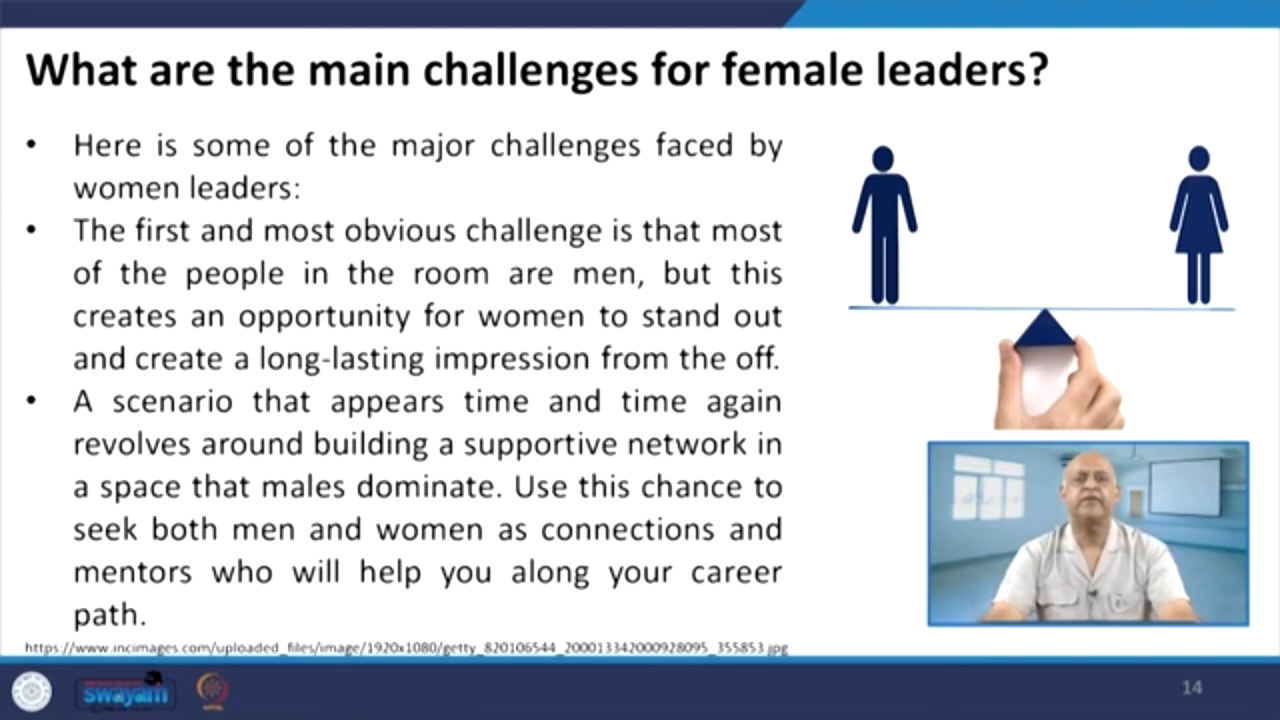 What are the main challenges for female leaders?
• Here is some of the major challenges faced by
women leaders:
• The first and most obvious challenge is that most
of the people in the room are men, but this
creates an opportunity for women to stand out
and create a long-lasting impression from the off.
• A scenario that appears time and time again
revolves around building a supportive network in
a space that males dominate. Use this chance to
seek both men and women as connections and
mentors who will help you along your career
path.
https://www.incimages.com/uploaded_files/image/1920x1080/getty_820106544_200013342000928095_355853.jpg
swayam
14